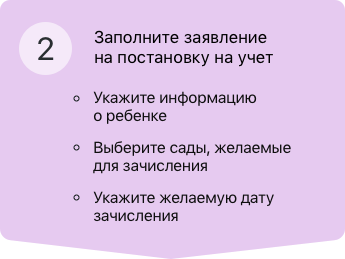 2
Заполните заявление
на постановку на учет
Укажите информацию
о ребенке
Выберите сады, желаемые
для зачисления
Укажите желаемую дату
зачисления